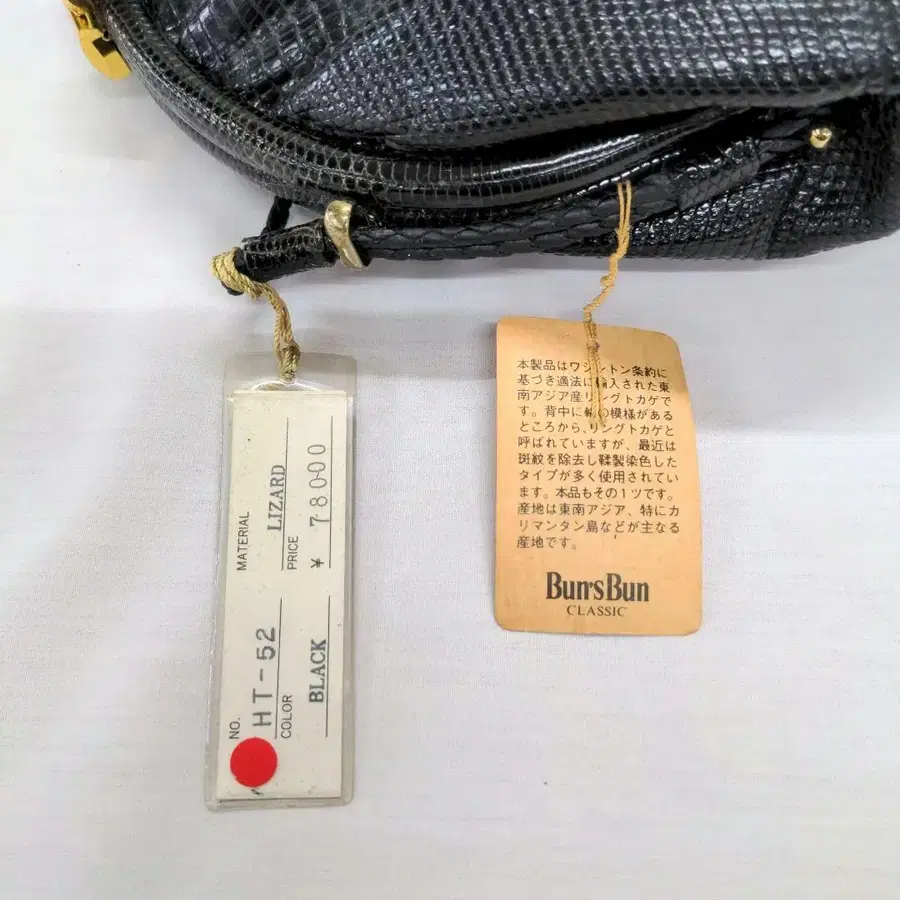 NO.
HT-52
MATERIAL
LIZARD
COLOR
BLACK
PRICE
¥ 78000
本製品はワシントン条約に
基づき適法に輸入された東
南アジア産リングトカゲで
す。背中に輪の模様がある
ところから、リングトカゲと
呼ばれていますが、最近は
斑紋を除去し鞣製染色した
タイプが多く使用されてい
ます。本品もその1ツです。
産地は東南アジア、特にカ
リマンタン島などが主なる
産地です。
Bun's Bun
CLASSIC